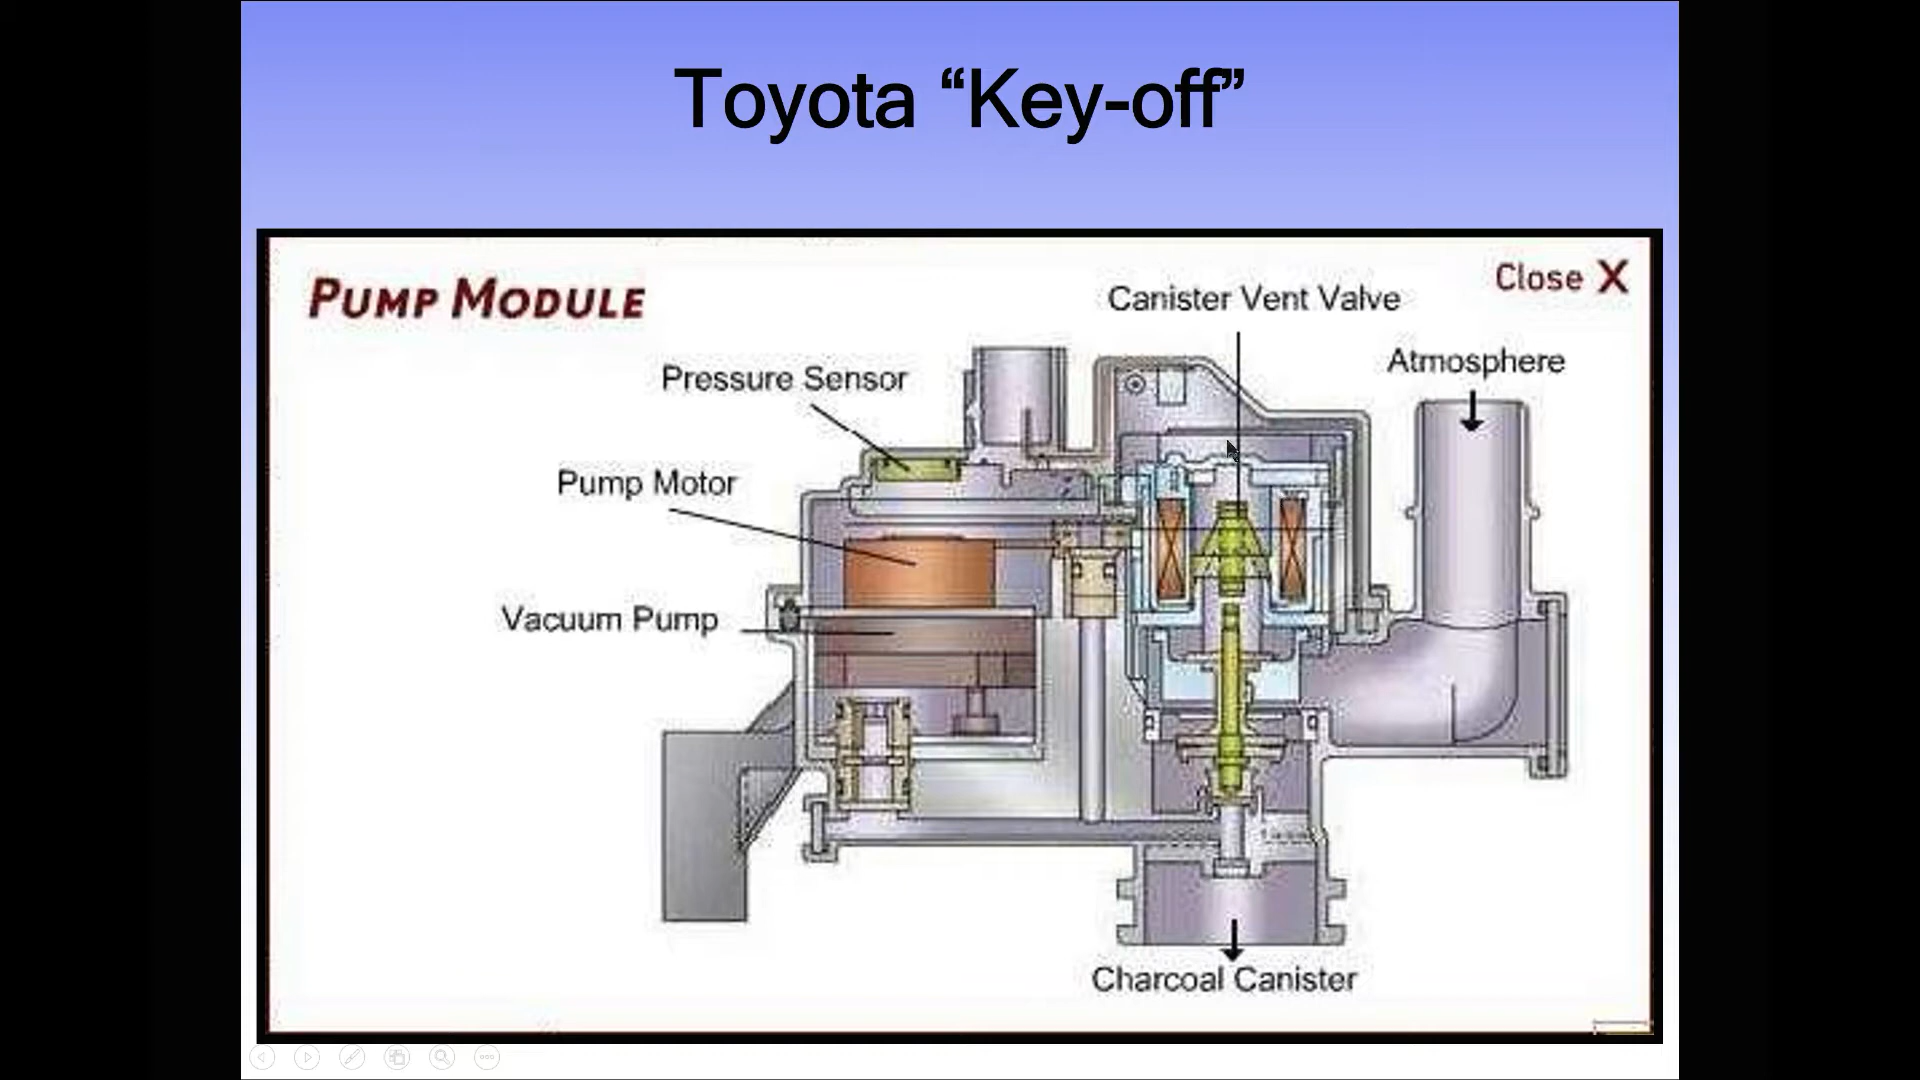 Toyota “Key-off”
PUMP MODULE
Close X
Canister Vent Valve
Atmosphere
Pressure Sensor
Pump Motor
Vacuum Pump
Charcoal Canister